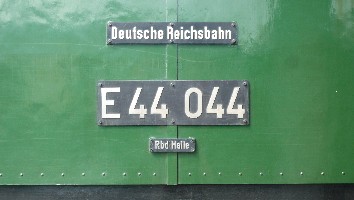 Deutsche Reichsbahn
E 44 044
Rbd Halle